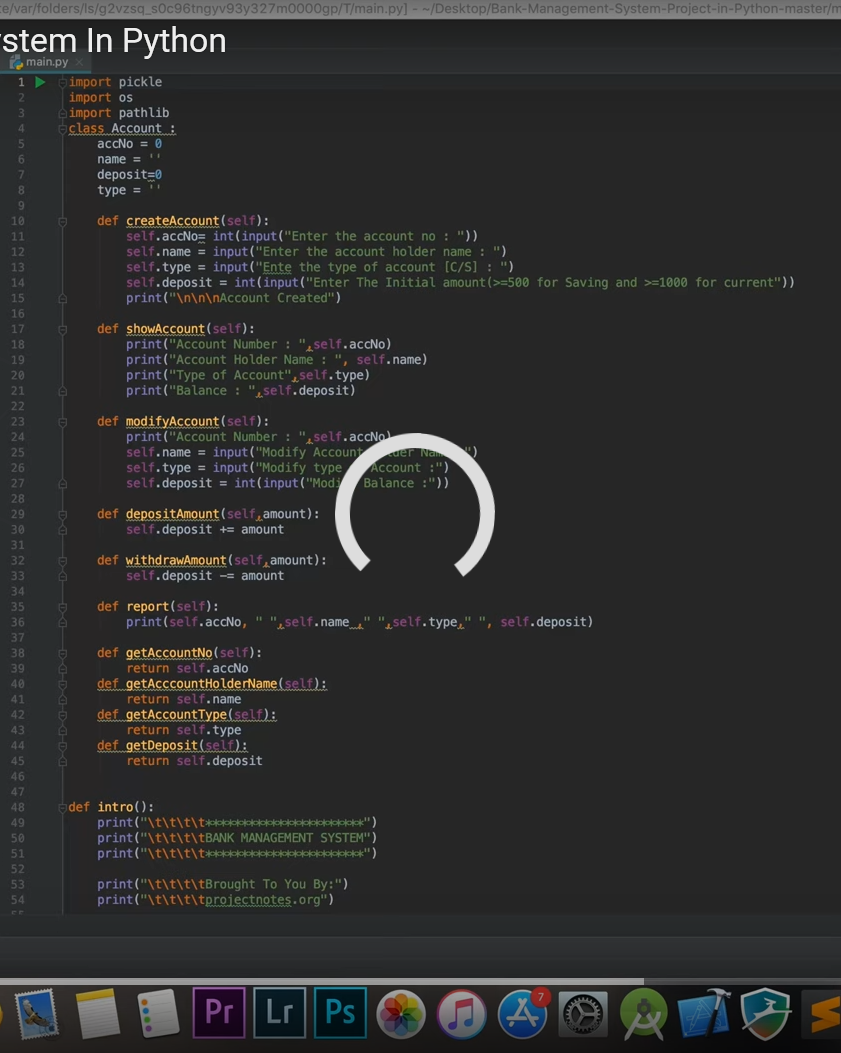 e/var/folders/ls/g2vzsq_s0c96tngyv93y327m0000gp/T/main.py] - ~/Desktop/Bank-Management-System-Project-in-Python-master/m
stem In Python
main.py
1 import pickle
2 import os
3 import pathlib
4 class Account :
5 accNo = 0
6 name = ''
7 deposit=0
8 type = ''
9
10 def createAccount(self):
11 self.accNo= int(input("Enter the account no : "))
12 self.name = input("Enter the account holder name : ")
13 self.type = input("Ente the type of account [C/S] : ")
14 self.deposit = int(input("Enter The Initial amount(>=500 for Saving and >=1000 for current"))
15 print("\n\n\nAccount Created")
16
17 def showAccount(self):
18 print("Account Number : ",self.accNo)
19 print("Account Holder Name : ", self.name)
20 print("Type of Account",self.type)
21 print("Balance : ",self.deposit)
22
23 def modifyAccount(self):
24 print("Account Number : ",self.accNo)
25 self.name = input("Modify Account Holder Name :")
26 self.type = input("Modify type of Account :")
27 self.deposit = int(input("Modify Balance :"))
28
29 def depositAmount(self,amount):
30 self.deposit += amount
31
32 def withdrawAmount(self,amount):
33 self.deposit -= amount
34
35 def report(self):
36 print(self.accNo, " ",self.name ," ",self.type," ", self.deposit)
37
38 def getAccountNo(self):
39 return self.accNo
40 def getAcccountHolderName(self):
41 return self.name
42 def getAccountType(self):
43 return self.type
44 def getDeposit(self):
45 return self.deposit
46
47
48 def intro():
49 print("\t\t\t\t**********************")
50 print("\t\t\t\tBANK MANAGEMENT SYSTEM")
51 print("\t\t\t\t**********************")
52
53 print("\t\t\t\tBrought To You By:")
54 print("\t\t\t\tprojectnotes.org")
Pr Lr Ps 7